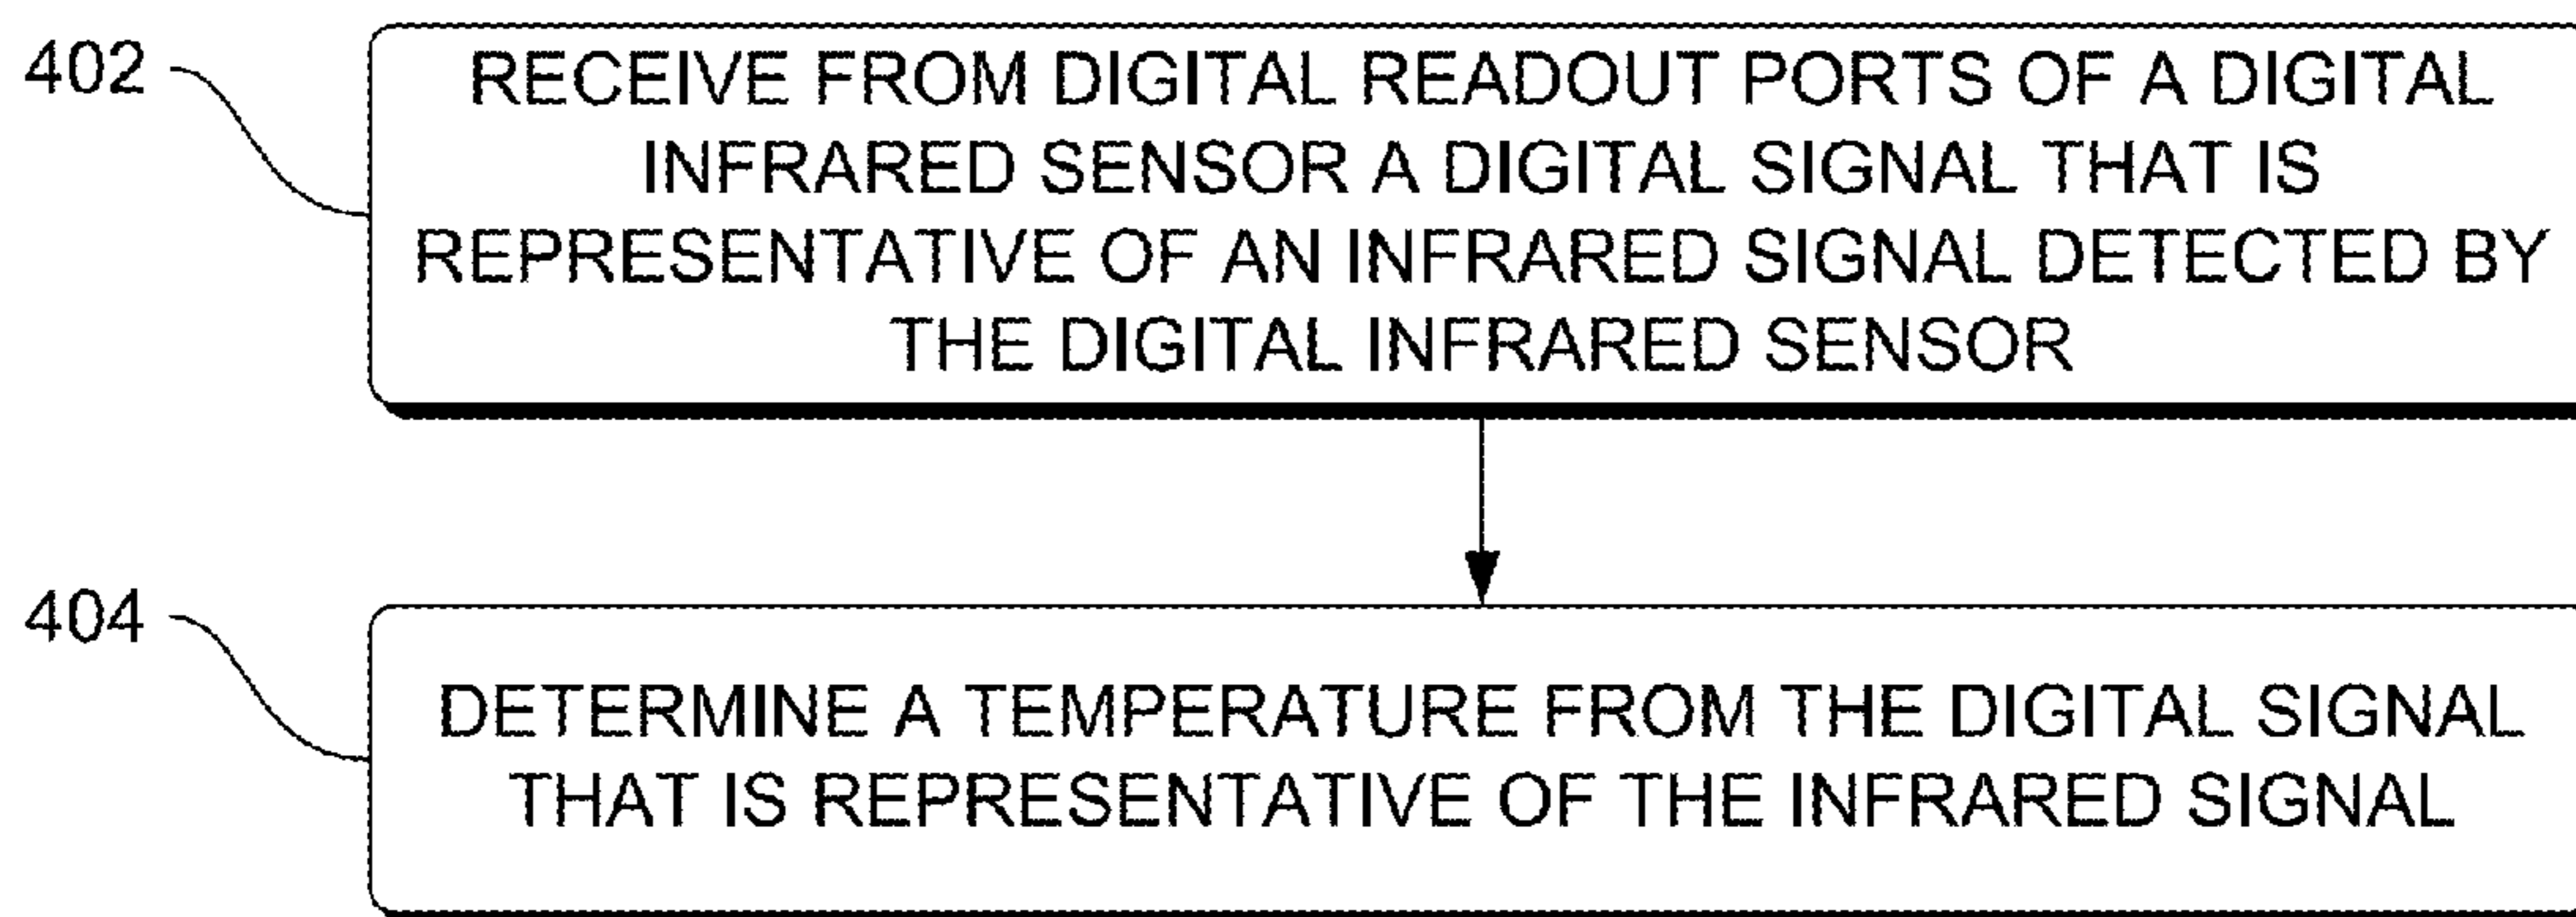 402
RECEIVE FROM DIGITAL READOUT PORTS OF A DIGITAL
INFRARED SENSOR A DIGITAL SIGNAL THAT IS
REPRESENTATIVE OF AN INFRARED SIGNAL DETECTED BY
THE DIGITAL INFRARED SENSOR
404
DETERMINE A TEMPERATURE FROM THE DIGITAL SIGNAL
THAT IS REPRESENTATIVE OF THE INFRARED SIGNAL